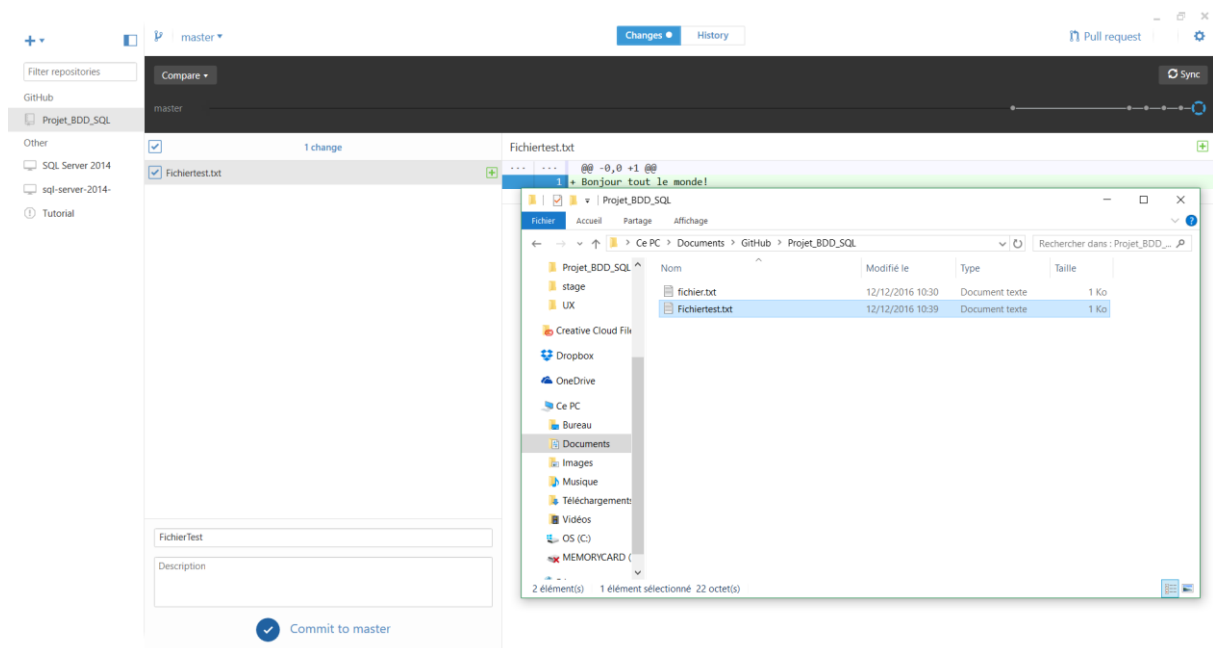 master
Changes
History
Pull request
Filter repositories
Compare
Sync
GitHub
master
Projet_BDD_SQL
Other
1 change
Fichiertest.txt
SQL Server 2014
Fichiertest.txt
@@ -0,0 +1 @@
sql-server-2014-
1 + Bonjour tout le monde!
Tutorial
Projet_BDD_SQL
Fichier Accueil Partage Affichage
> Ce PC > Documents > GitHub > Projet_BDD_SQL
Rechercher dans : Projet_BDD_...
Projet_BDD_SQL
stage
UX
Creative Cloud File
Dropbox
OneDrive
Ce PC
Bureau
Documents
Images
Musique
Téléchargements
Vidéos
OS (C:)
MEMORYCARD (
Nom Modifié le Type Taille
fichier.txt 12/12/2016 10:30 Document texte 1 Ko
Fichiertest.txt 12/12/2016 10:39 Document texte 1 Ko
2 élément(s) 1 élément sélectionné 22 octet(s)
FichierTest
Description
Commit to master